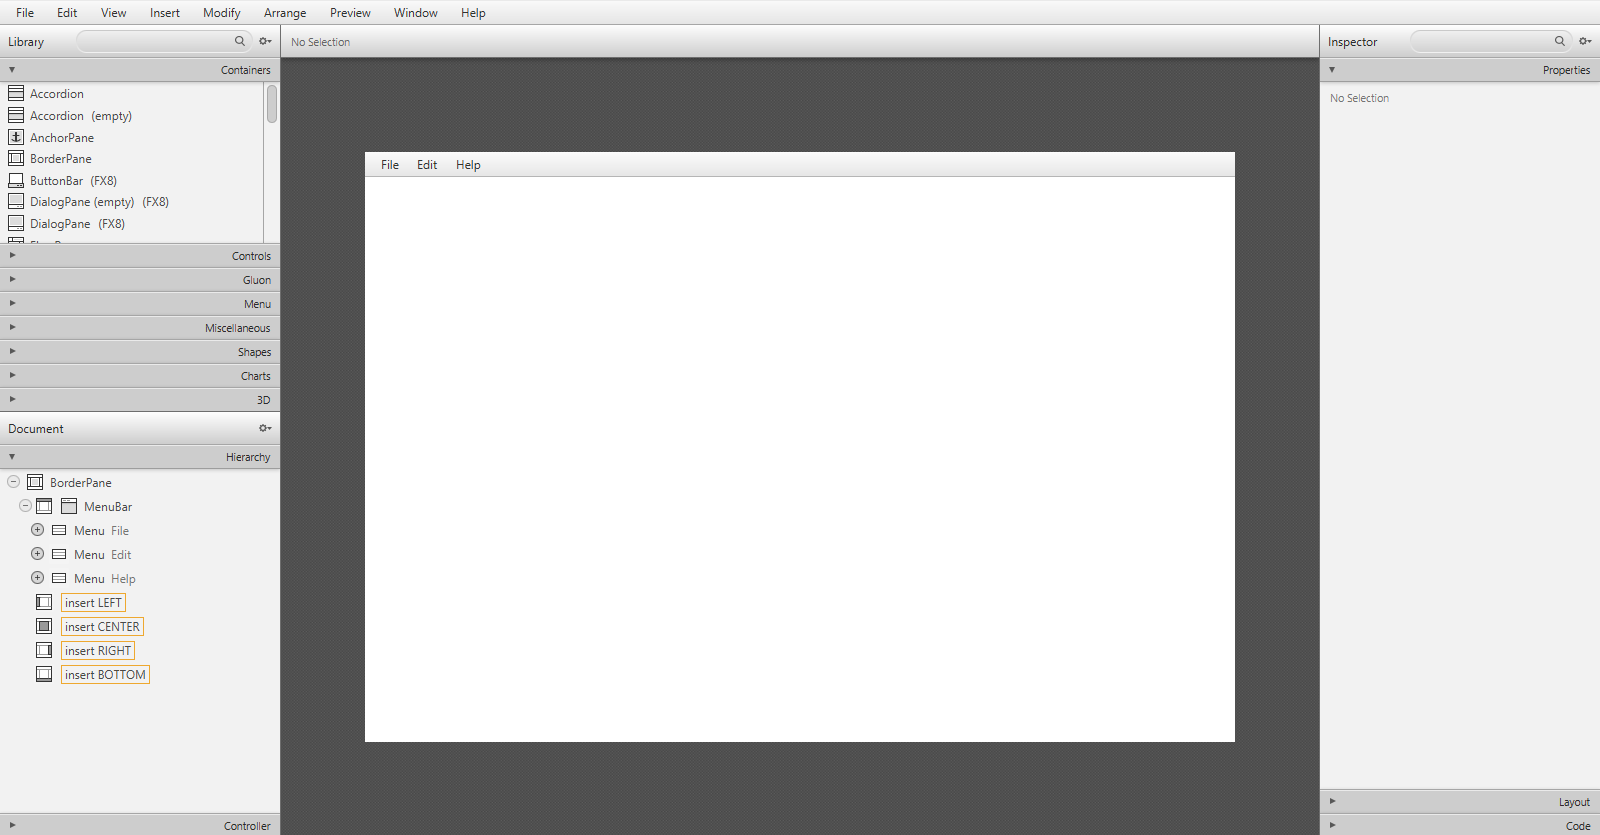 File Edit View Insert Modify Arrange Preview Window Help
Library
No Selection
Inspector
Containers
Properties
Accordion
No Selection
Accordion (empty)
AnchorPane
BorderPane
ButtonBar (FX8)
DialogPane (empty) (FX8)
DialogPane (FX8)
File Edit Help
Controls
Gluon
Menu
Miscellaneous
Shapes
Charts
3D
Document
Hierarchy
BorderPane
MenuBar
Menu File
Menu Edit
Menu Help
insert LEFT
insert CENTER
insert RIGHT
insert BOTTOM
Controller
Layout
Code